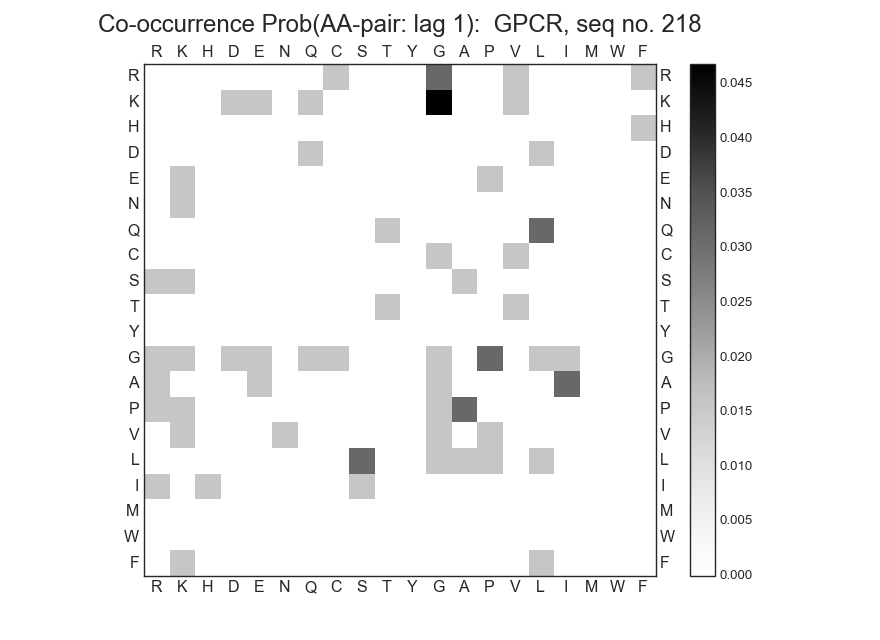 Co-occurrence Prob(AA-pair: lag 1):  GPCR, seq no. 218
R K H D E N Q C S T Y G A P V L I M W F
R R
K K
H H
D D
E E
N N
Q Q
C C
S S
T T
Y Y
G G
A A
P P
V V
L L
I I
M M
W W
F F
R K H D E N Q C S T Y G A P V L I M W F
0.045
0.040
0.035
0.030
0.025
0.020
0.015
0.010
0.005
0.000